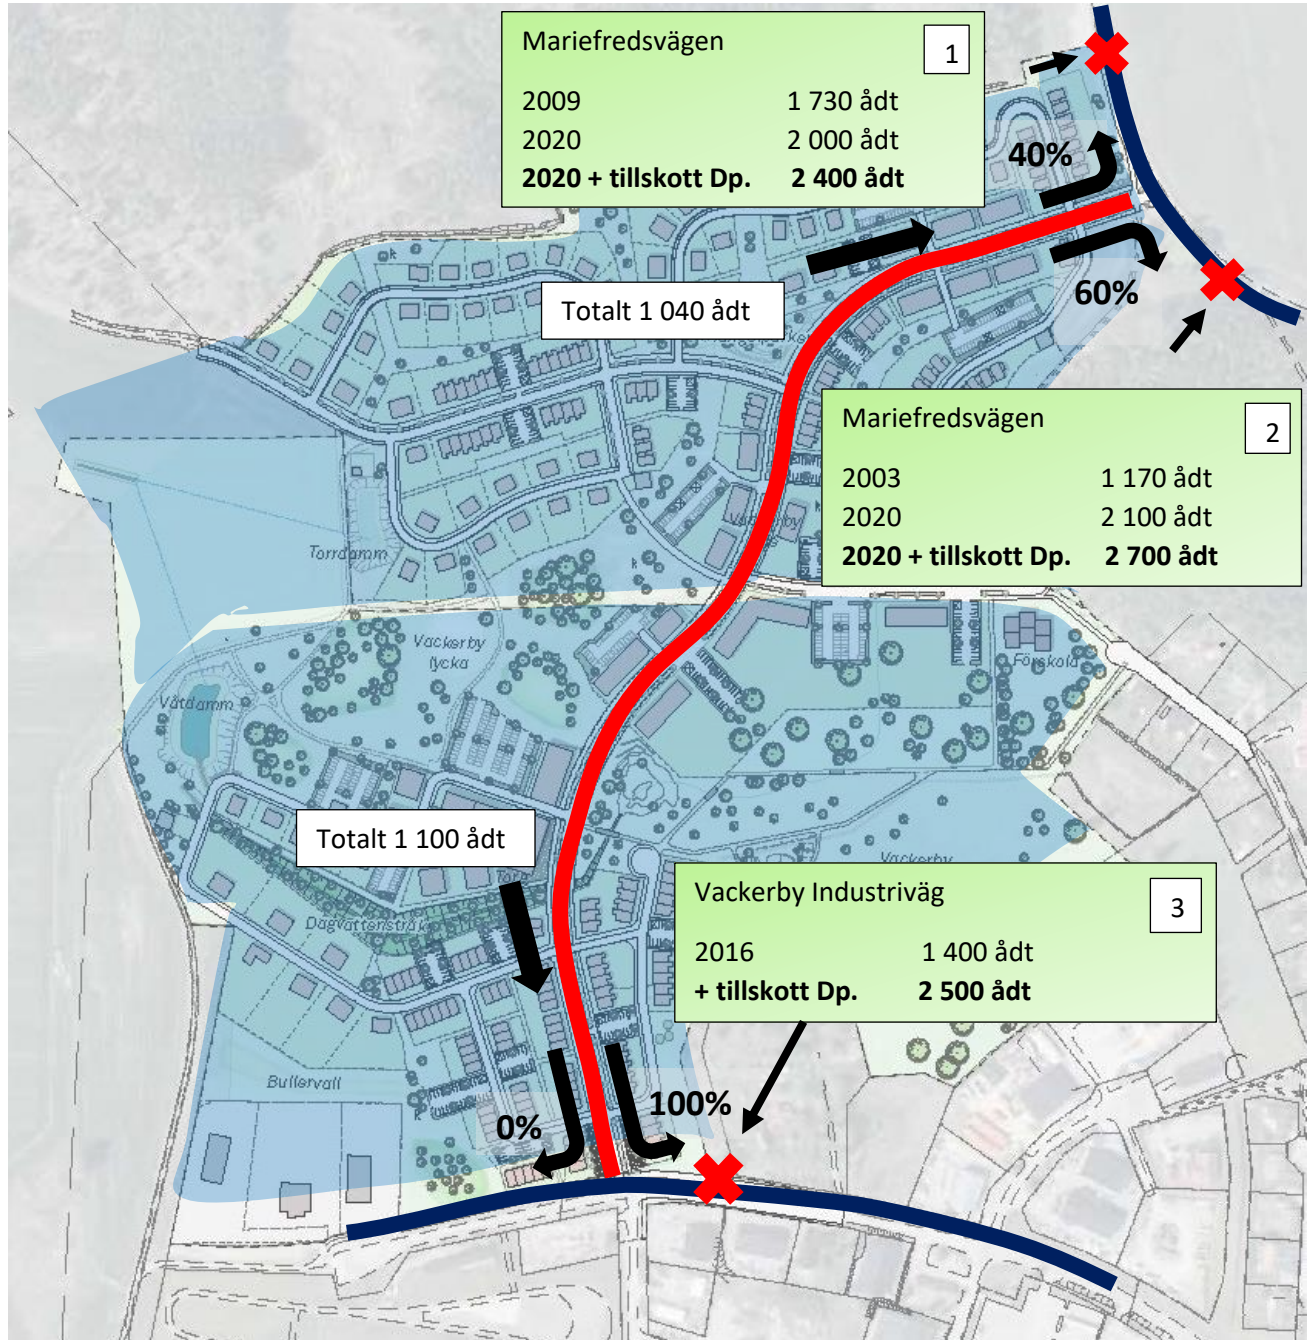 Mariefredsvägen
1
2009 1 730 ådt
2020 2 000 ådt
2020 + tillskott Dp. 2 400 ådt
40%
60%
Totalt 1 040 ådt
Mariefredsvägen
2
2003 1 170 ådt
2020 2 100 ådt
2020 + tillskott Dp. 2 700 ådt
Torrdamm
Vackerby
lycka
Förskola
Våtdamm
Totalt 1 100 ådt
Vackerby
Torg
Dagvattenstråk
Vackerby Industriväg
3
2016 1 400 ådt
+ tillskott Dp. 2 500 ådt
Bullervall
0%
100%